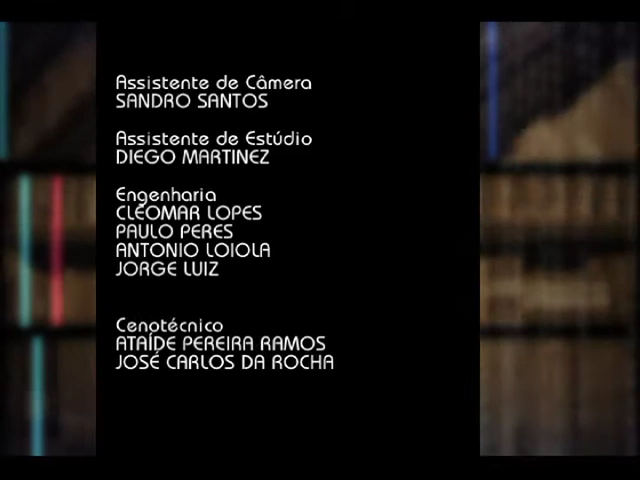 Assistente de Câmera
SANDRO SANTOS
Assistente de Estúdio
DIEGO MARTINEZ
Engenharia
CLEOMAR LOPES
PAULO PERES
ANTONIO LOIOLA
JORGE LUIZ
Cenotécnico
ATAÍDE PEREIRA RAMOS
JOSÉ CARLOS DA ROCHA